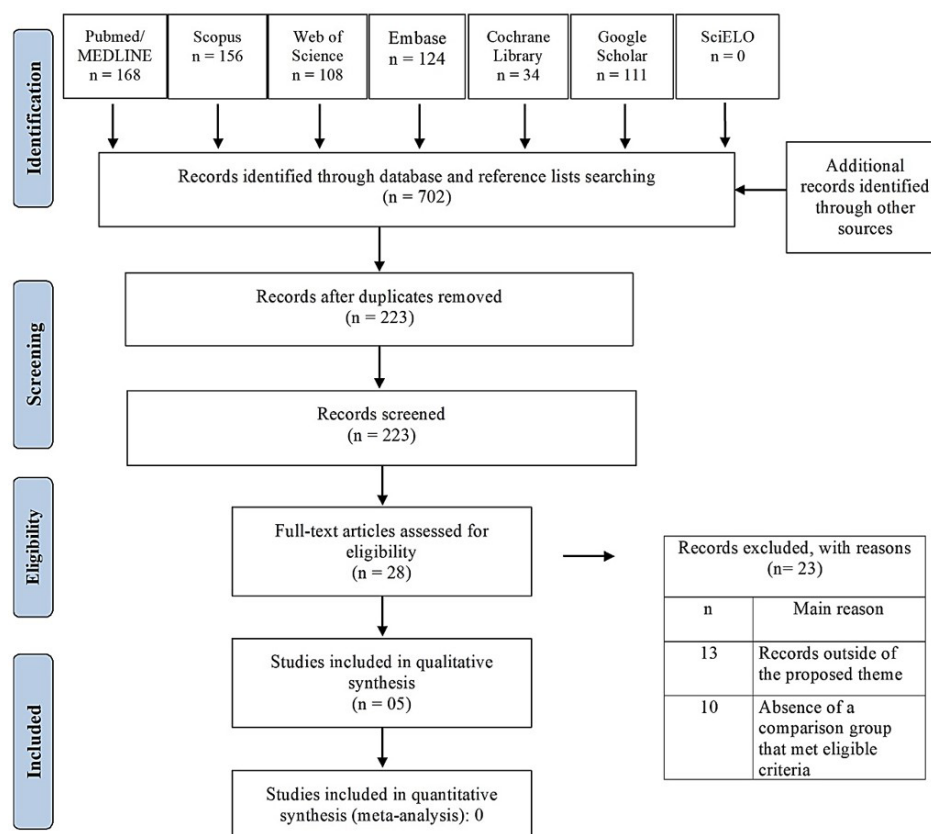 Identification
Pubmed/
MEDLINE
n = 168
Scopus
n = 156
Web of
Science
n = 108
Embase
n = 124
Cochrane
Library
n = 34
Google
Scholar
n = 111
SciELO
n = 0
Records identified through database and reference lists searching
(n = 702)
Additional
records identified
through other
sources
Screening
Records after duplicates removed
(n = 223)
Records screened
(n = 223)
Eligibility
Full-text articles assessed for
eligibility
(n = 28)
Records excluded, with reasons
(n= 23)
n Main reason
13 Records outside of
the proposed theme
10 Absence of a
comparison group
that met eligible
criteria
Included
Studies included in qualitative
synthesis
(n = 05)
Studies included in quantitative
synthesis (meta-analysis): 0